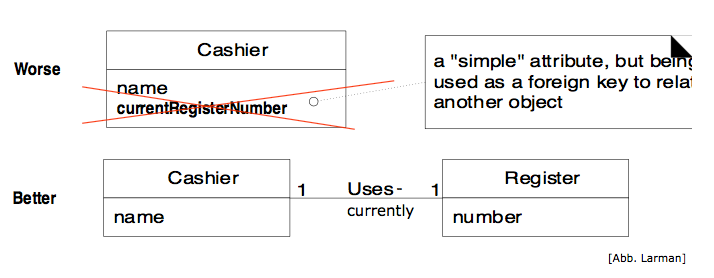 Worse
Cashier
name
currentRegisterNumber
a "simple" attribute, but being
used as a foreign key to relat
another object
Better
Cashier
name
1
Uses-
currently
1
Register
number
[Abb. Larman]